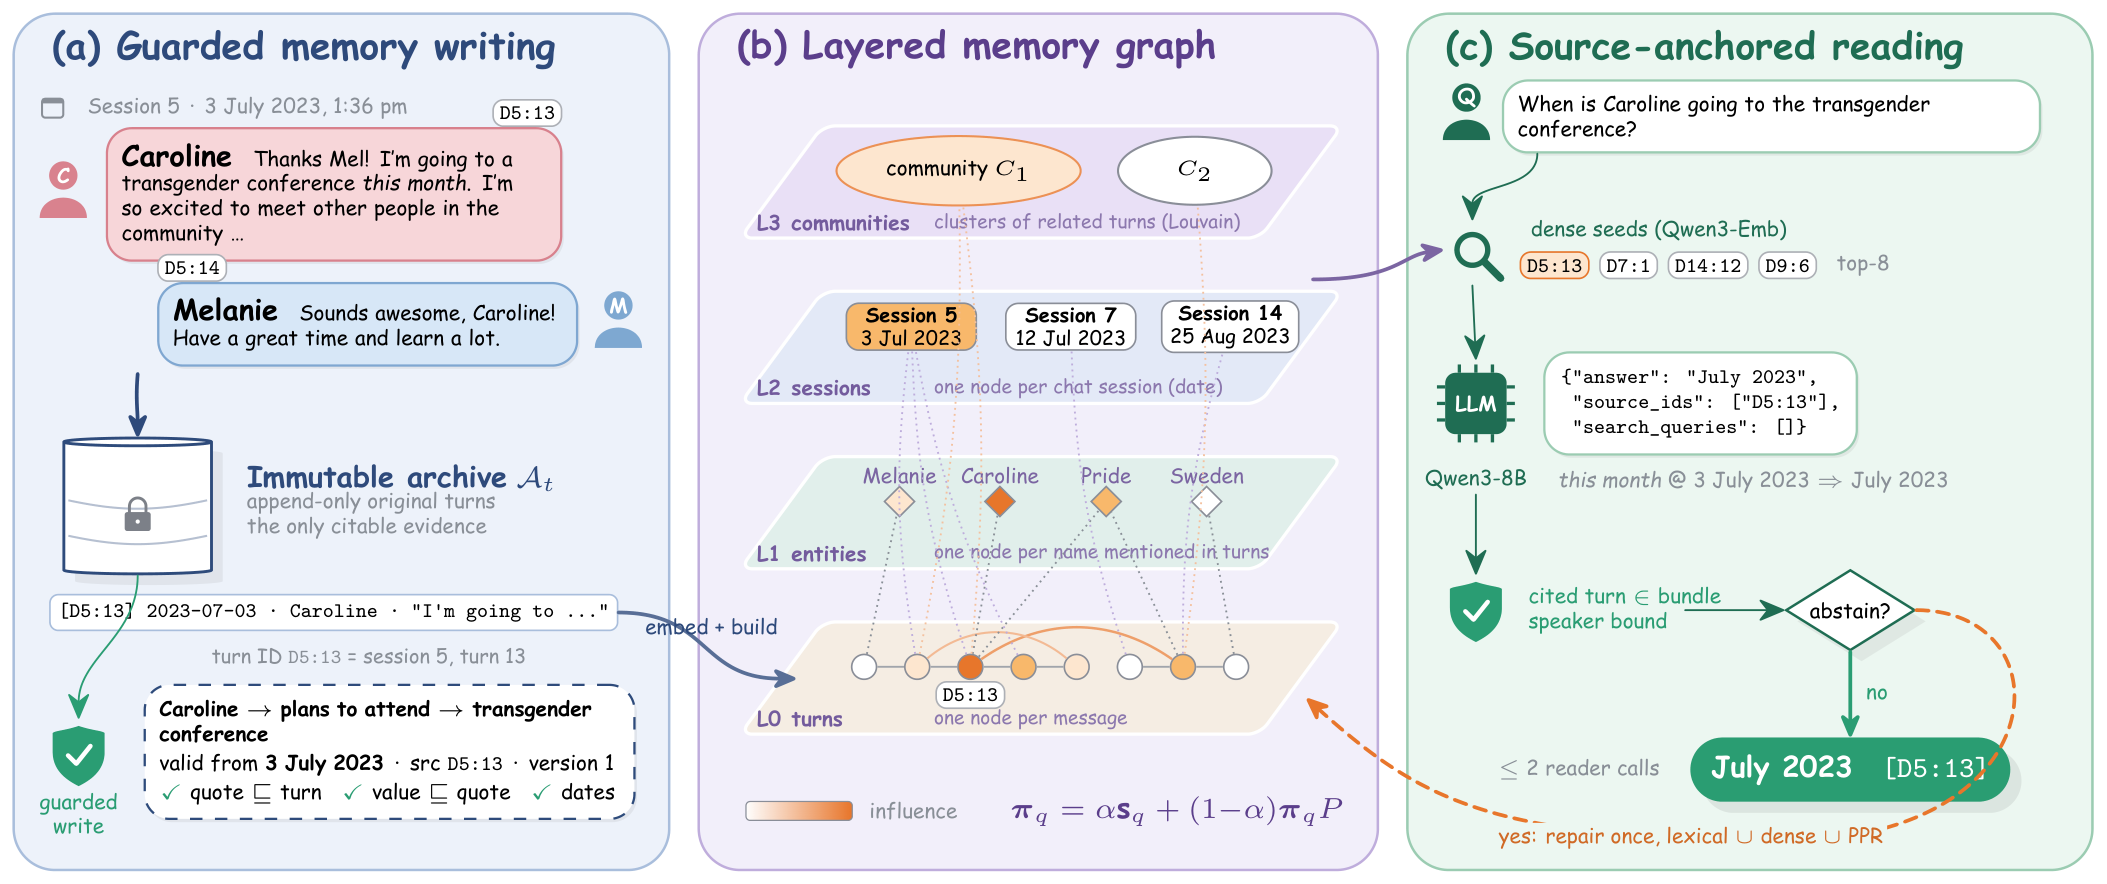 (a) Guarded memory writing
Session 5 · 3 July 2023, 1:36 pm
D5:13
C
Caroline Thanks Mel! I'm going to a
transgender conference this month. I'm
so excited to meet other people in the
community ...
D5:14
Melanie Sounds awesome, Caroline!
Have a great time and learn a lot.
M
Immutable archive 𝒜ₜ
append-only original turns
the only citable evidence
[D5:13] 2023-07-03 · Caroline · "I'm going to ..."
turn ID D5:13 = session 5, turn 13
Caroline → plans to attend → transgender
conference
valid from 3 July 2023 · src D5:13 · version 1
✓ quote ⊑ turn ✓ value ⊑ quote ✓ dates
guarded
write
embed + build
(b) Layered memory graph
community C₁
C₂
L3 communities clusters of related turns (Louvain)
Session 5
3 Jul 2023
Session 7
12 Jul 2023
Session 14
25 Aug 2023
L2 sessions one node per chat session (date)
Melanie Caroline Pride Sweden
L1 entities one node per name mentioned in turns
D5:13
L0 turns one node per message
influence
π_q = αs_q + (1−α)π_q P
(c) Source-anchored reading
Q
When is Caroline going to the transgender
conference?
dense seeds (Qwen3-Emb)
D5:13 D7:1 D14:12 D9:6 top-8
LLM
Qwen3-8B
{"answer": "July 2023",
"source_ids": ["D5:13"],
"search_queries": []}
this month @ 3 July 2023 ⇒ July 2023
cited turn ∈ bundle
speaker bound
abstain?
no
≤ 2 reader calls
July 2023 [D5:13]
yes: repair once, lexical ∪ dense ∪ PPR